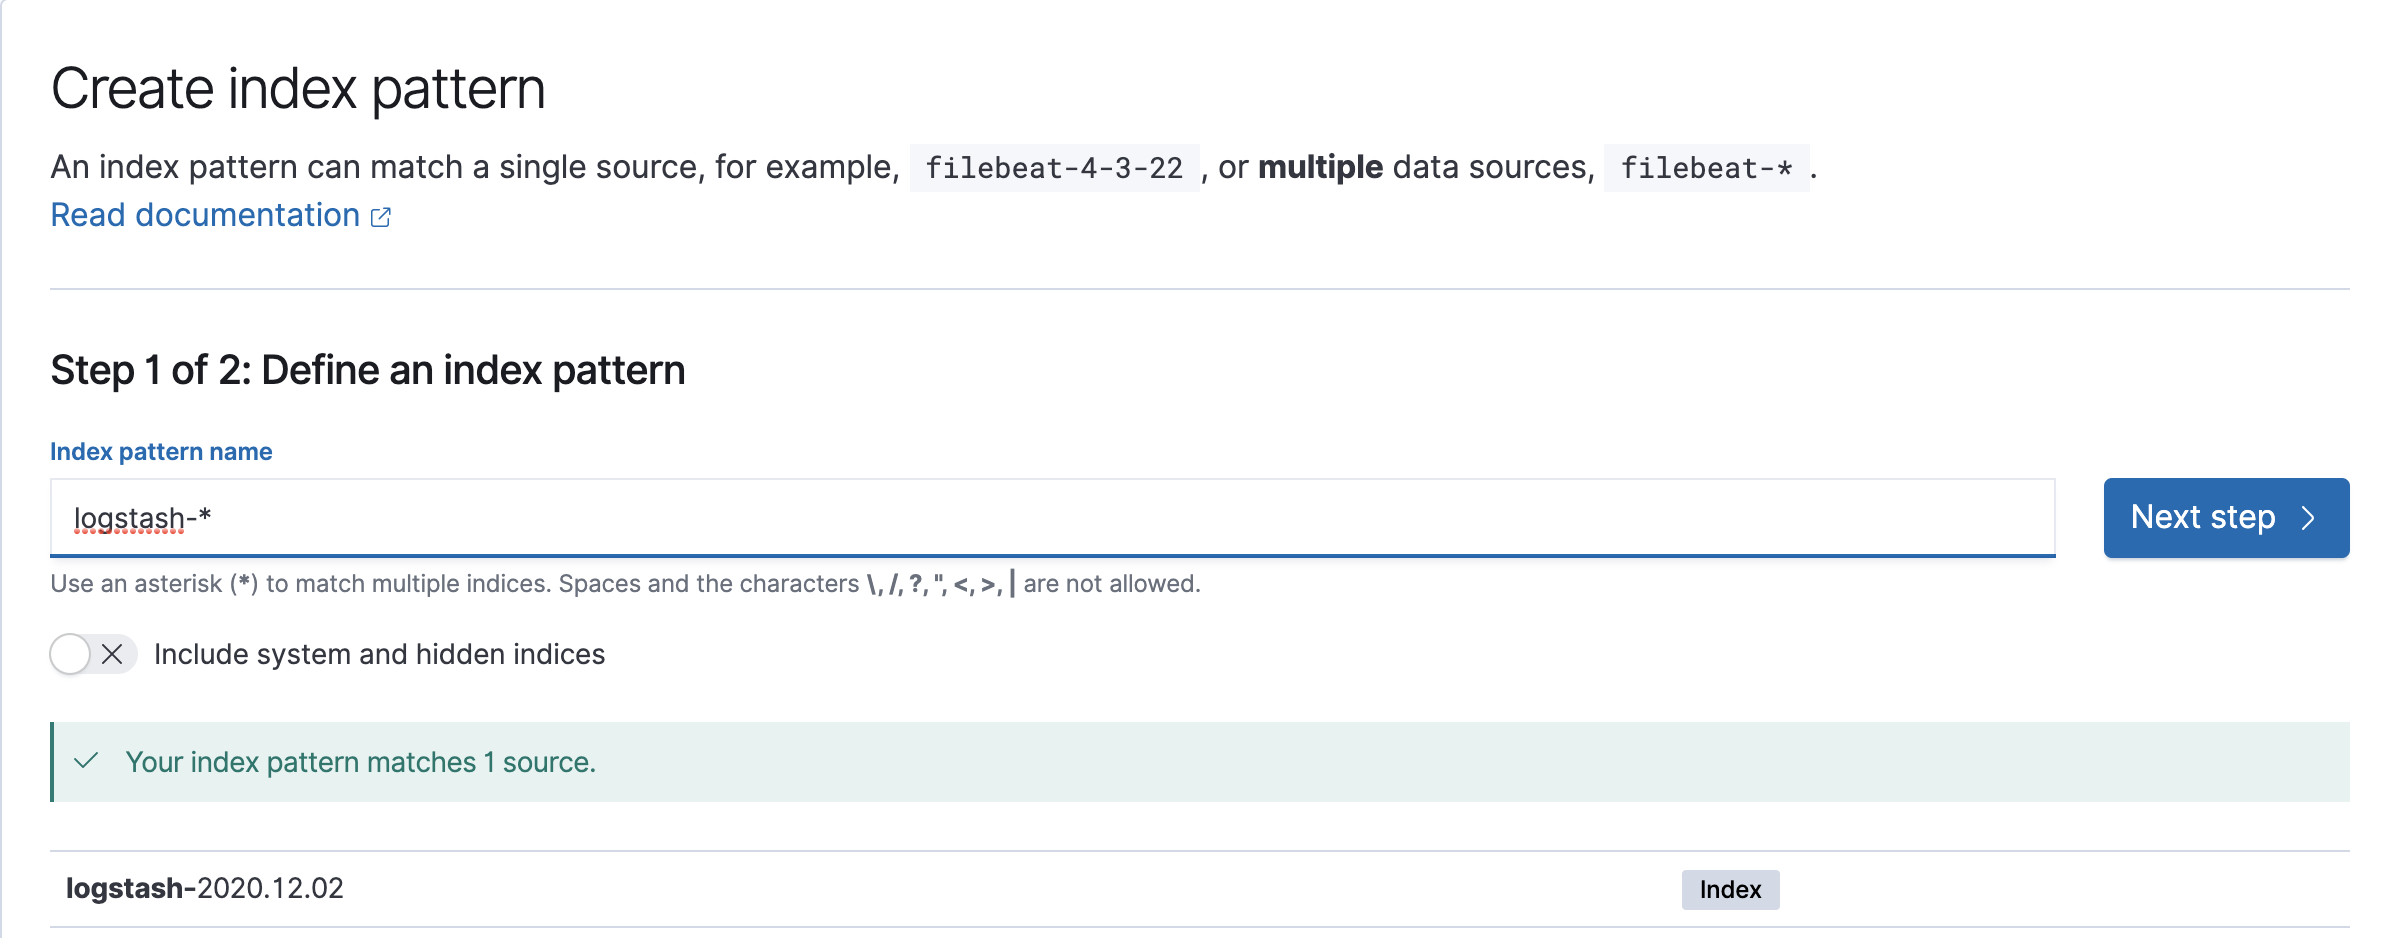 Create index pattern
An index pattern can match a single source, for example, filebeat-4-3-22 , or multiple data sources, filebeat-* .
Read documentation
Step 1 of 2: Define an index pattern
Index pattern name
logstash-*
Next step
Use an asterisk (*) to match multiple indices. Spaces and the characters \, /, ?, ", <, >, | are not allowed.
Include system and hidden indices
Your index pattern matches 1 source.
logstash-2020.12.02 Index